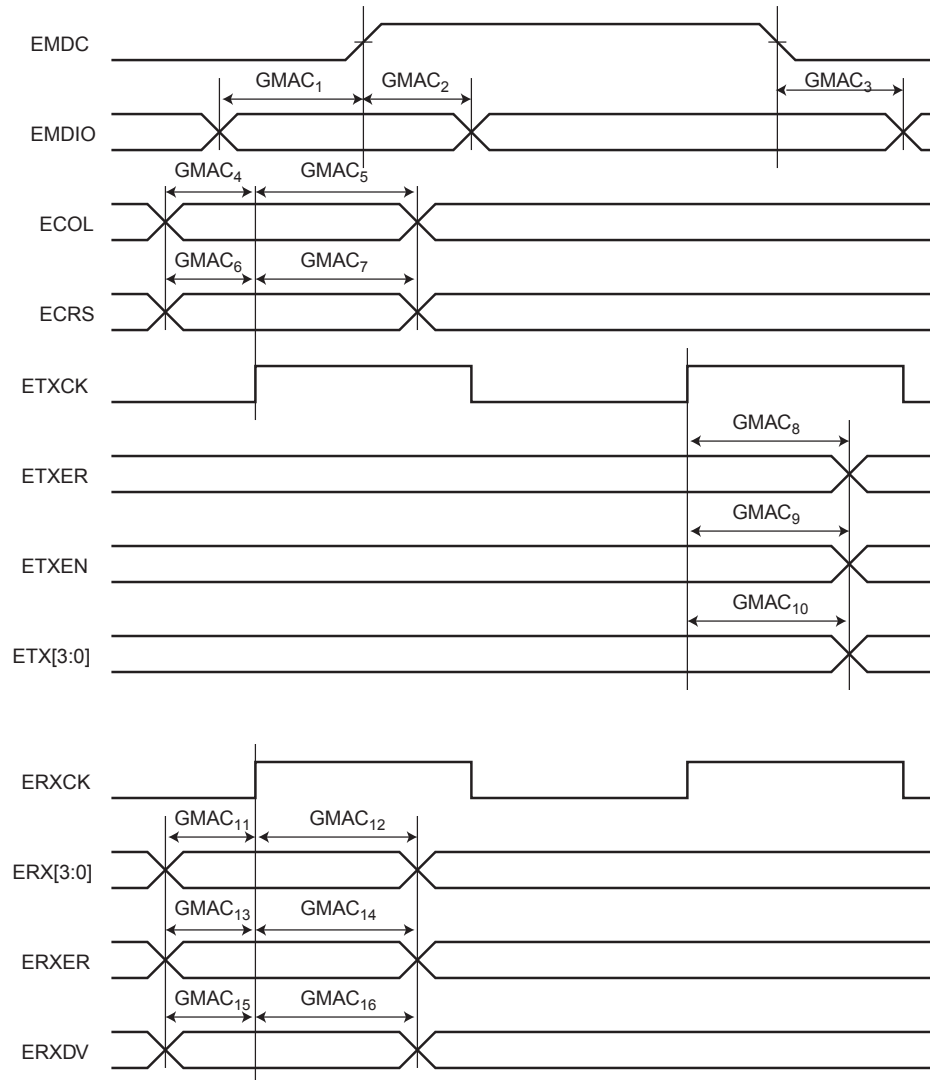 EMDC
GMAC1 GMAC2 GMAC3
EMDIO
GMAC4 GMAC5
ECOL
GMAC6 GMAC7
ECRS
ETXCK
GMAC8
ETXER
GMAC9
ETXEN
GMAC10
ETX[3:0]
ERXCK
GMAC11 GMAC12
ERX[3:0]
GMAC13 GMAC14
ERXER
GMAC15 GMAC16
ERXDV